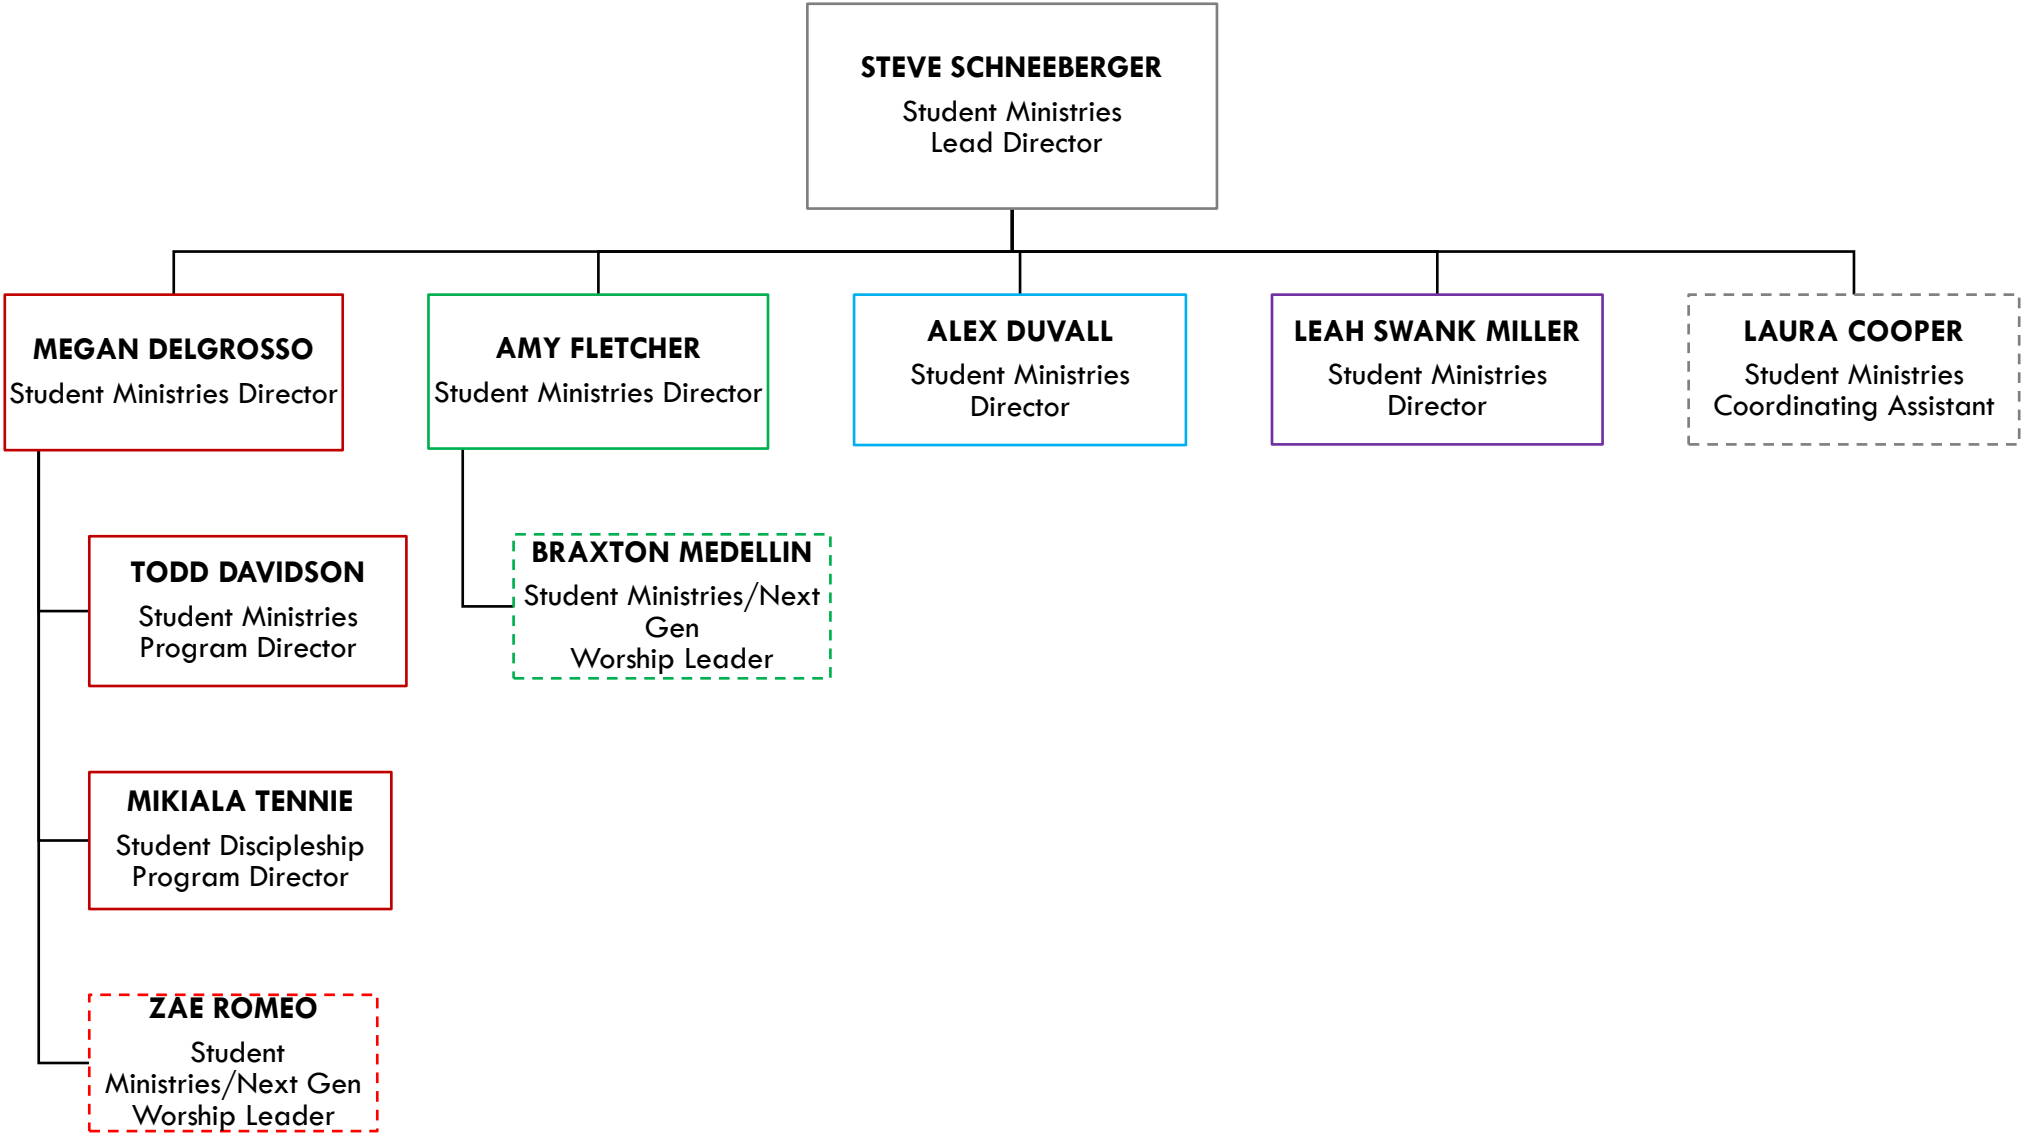 STEVE SCHNEEBERGER
Student Ministries
Lead Director
MEGAN DELGROSSO
Student Ministries Director
AMY FLETCHER
Student Ministries Director
ALEX DUVALL
Student Ministries
Director
LEAH SWANK MILLER
Student Ministries
Director
LAURA COOPER
Student Ministries
Coordinating Assistant
TODD DAVIDSON
Student Ministries
Program Director
BRAXTON MEDELLIN
Student Ministries/Next
Gen
Worship Leader
MIKIALA TENNIE
Student Discipleship
Program Director
ZAE ROMEO
Student
Ministries/Next Gen
Worship Leader